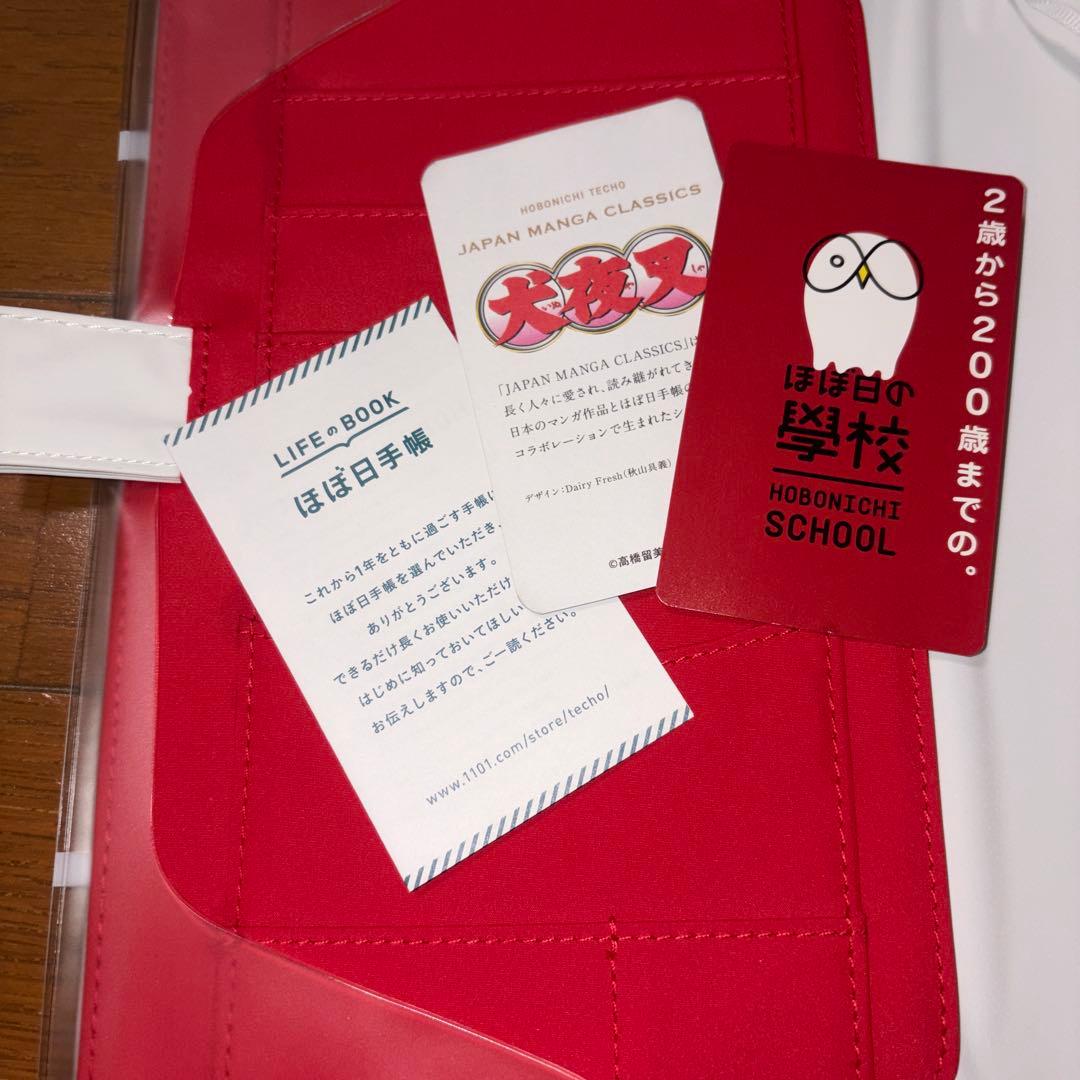 LIFEのBOOK
ほぼ日手帳
これから1年をともに過ごす手帳に
ほぼ日手帳を選んでいただき、
ありがとうございます。
できるだけ長くお使いいただけ
はじめに知っておいてほしい
お伝えしますので、ご一読ください。
www.1101.com/store/techo/
HOBONICHI TECHO
JAPAN MANGA CLASSICS
犬夜叉
いぬ や しゃ
「JAPAN MANGA CLASSICS」は
長く人々に愛され、読み継がれてき
日本のマンガ作品とほぼ日手帳の
コラボレーションで生まれたシ
デザイン:Dairy Fresh(秋山具義)
©高橋留美
2歳から200歳までの。
ほぼ日の
學校
HOBONICHI
SCHOOL